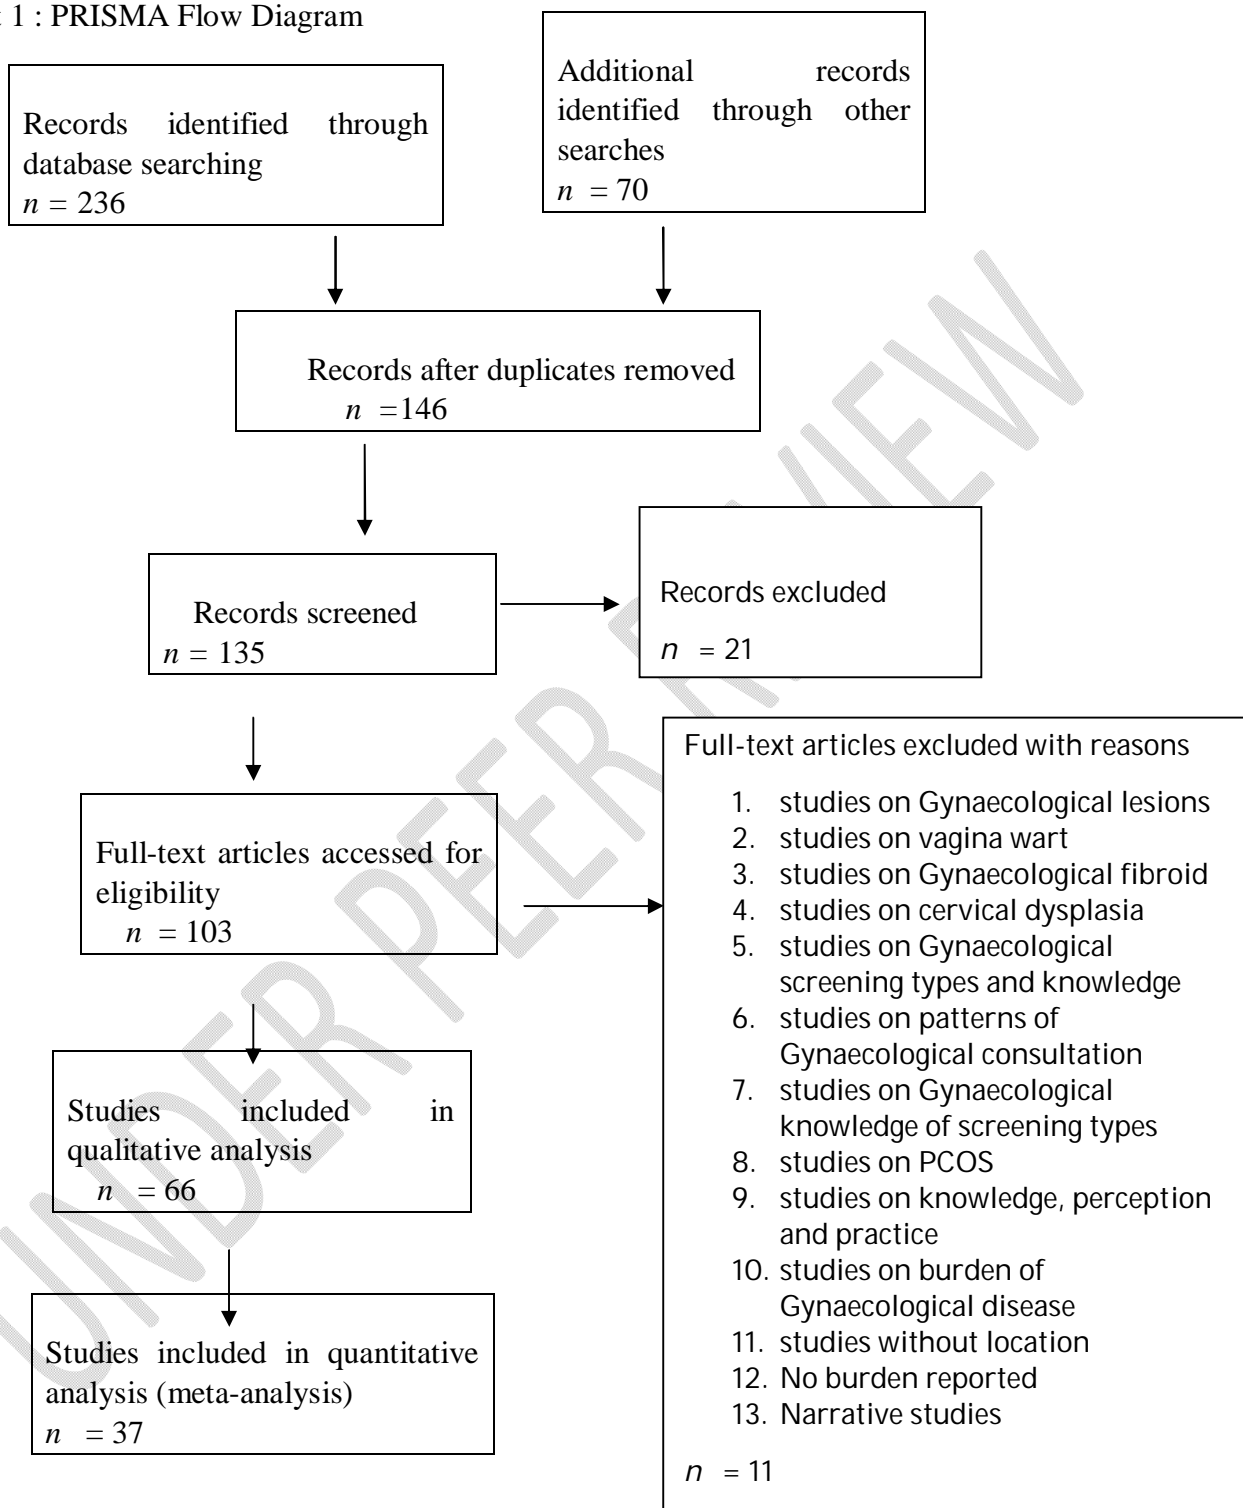 1 : PRISMA Flow Diagram
Records identified through
database searching
n = 236
Additional records
identified through other
searches
n = 70
Records after duplicates removed
n =146
Records screened
n = 135
Records excluded
n = 21
Full-text articles accessed for
eligibility
n = 103
Full-text articles excluded with reasons
1. studies on Gynaecological lesions
2. studies on vagina wart
3. studies on Gynaecological fibroid
4. studies on cervical dysplasia
5. studies on Gynaecological
screening types and knowledge
6. studies on patterns of
Gynaecological consultation
7. studies on Gynaecological
knowledge of screening types
8. studies on PCOS
9. studies on knowledge, perception
and practice
10. studies on burden of
Gynaecological disease
11. studies without location
12. No burden reported
13. Narrative studies
n = 11
Studies included in
qualitative analysis
n = 66
Studies included in quantitative
analysis (meta-analysis)
n = 37
UNDER PEER REVIEW